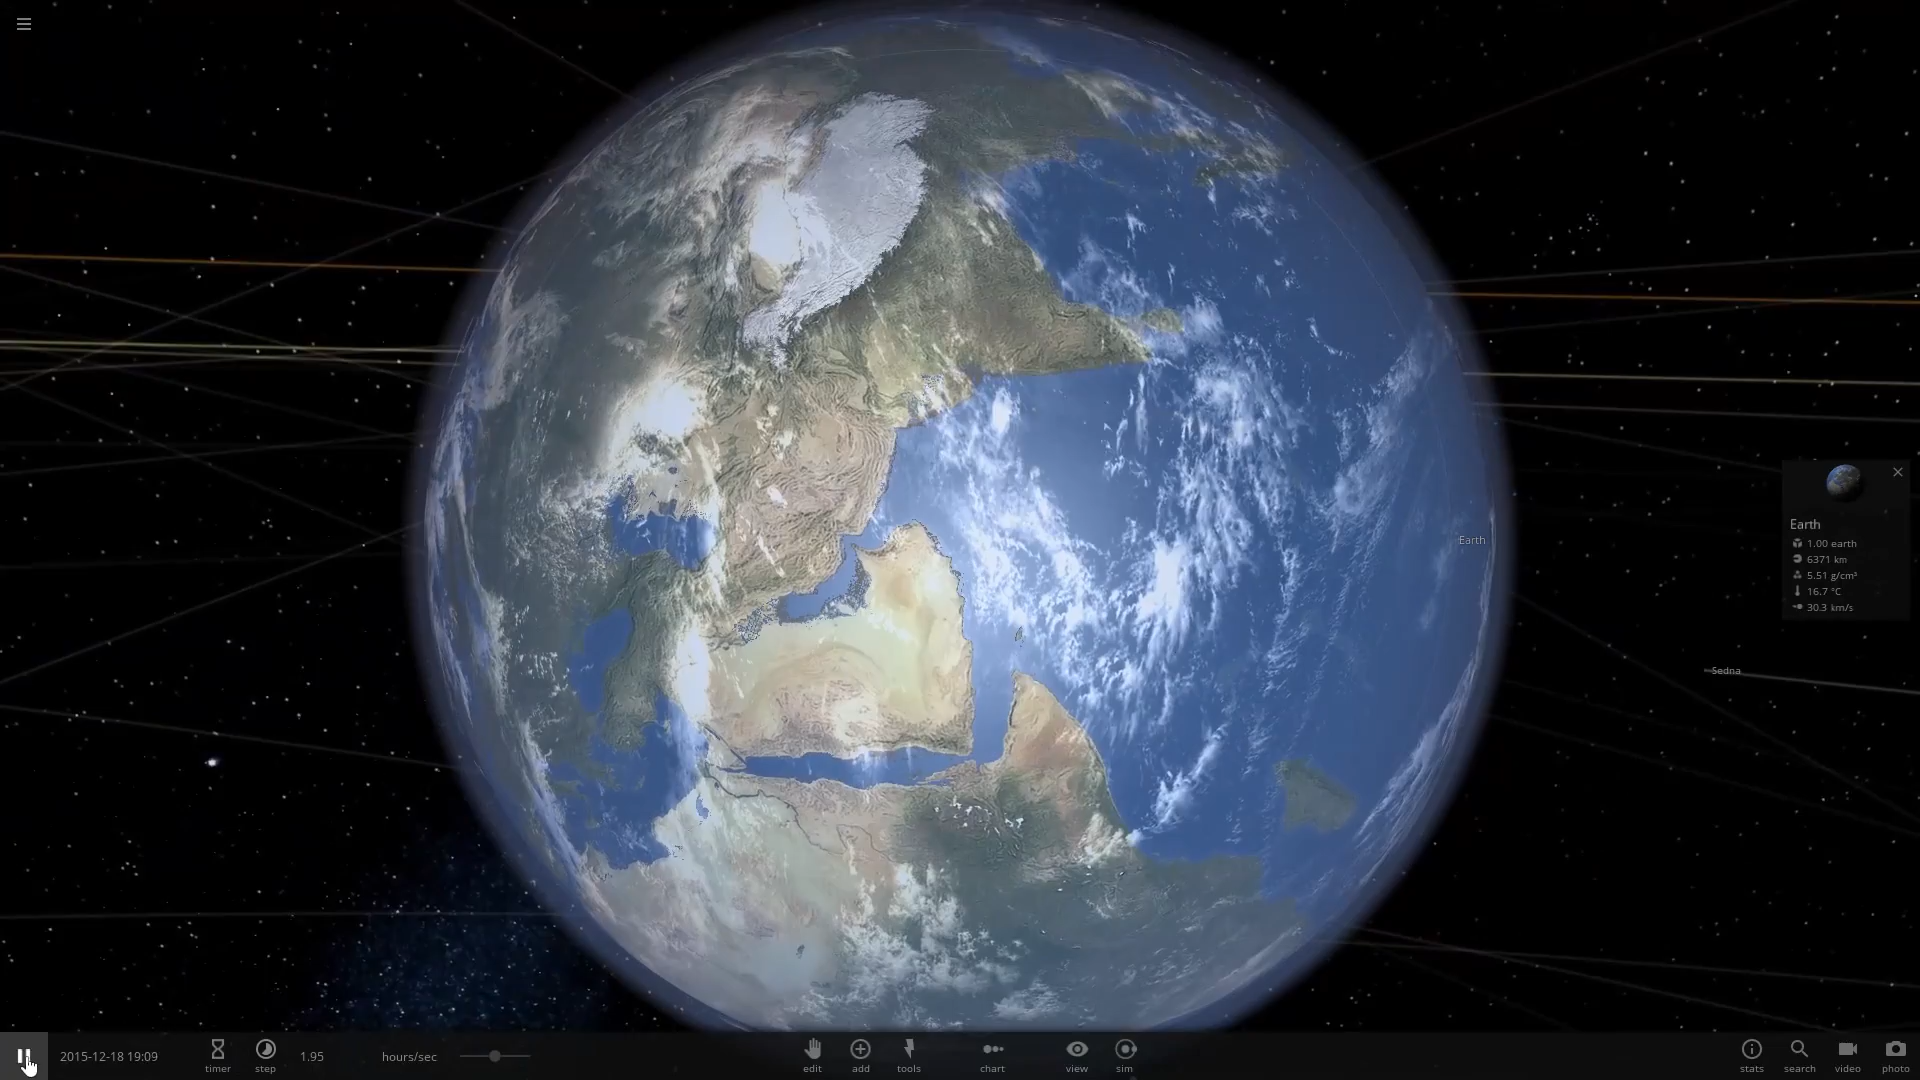 Earth
Earth
1.00 earth
6371 km
5.51 g/cm³
16.7 °C
30.3 km/s
Sedna
2015-12-18 19:09
timer
step
1.95
hours/sec
edit
add
tools
chart
view
sim
stats
search
video
photo